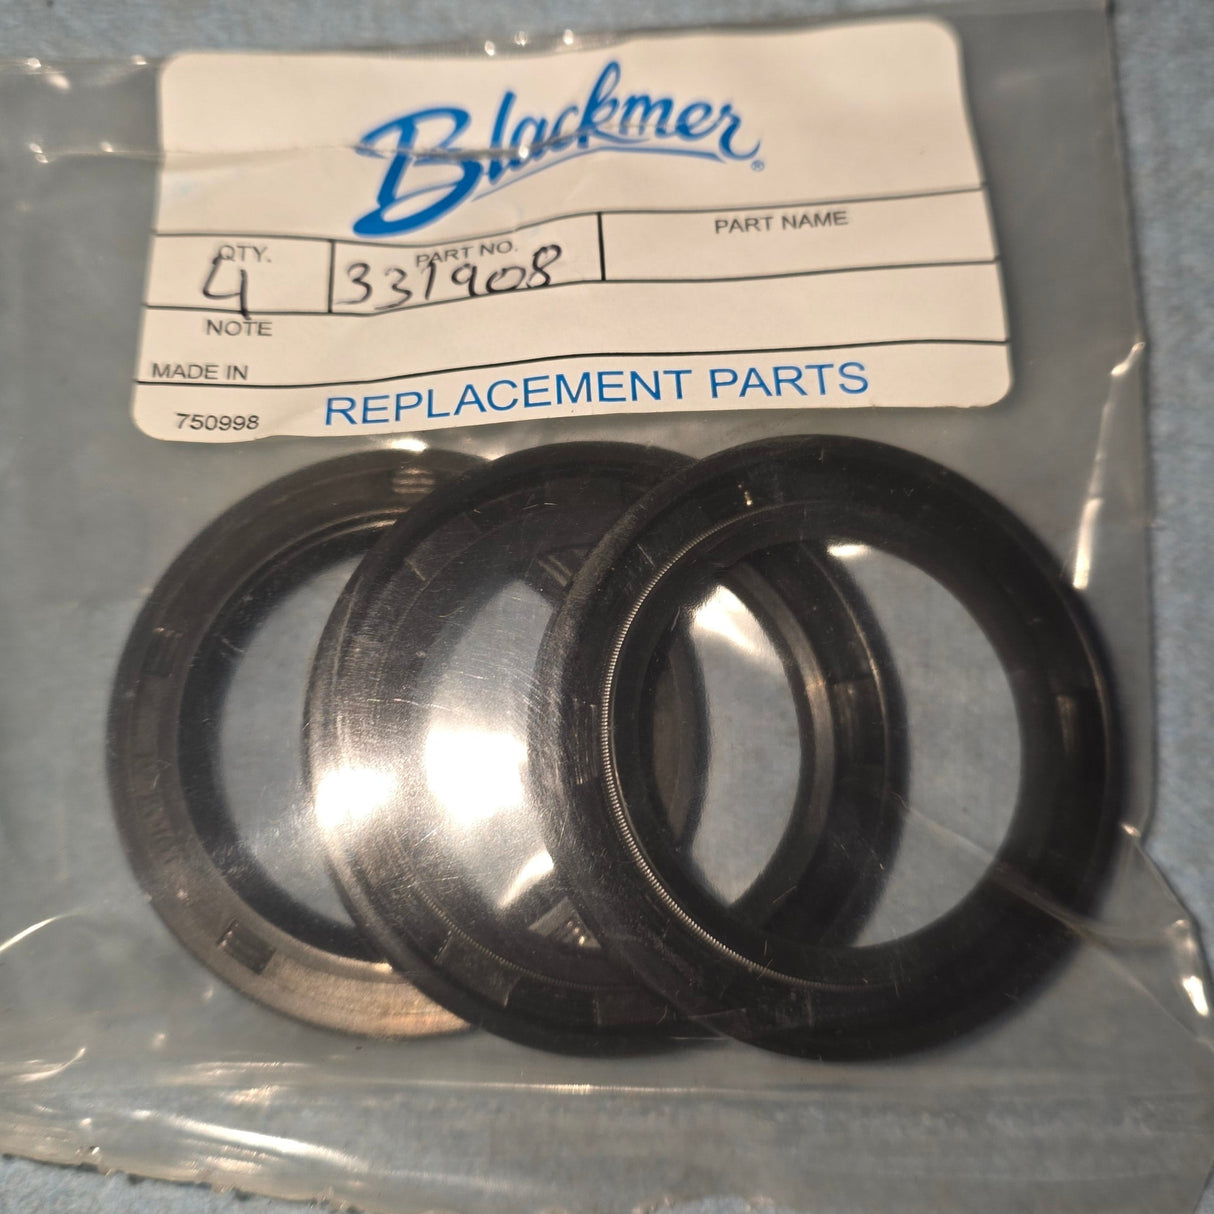 Blackmer®
QTY. PART NO. PART NAME
4 331908
NOTE
MADE IN
750998 REPLACEMENT PARTS